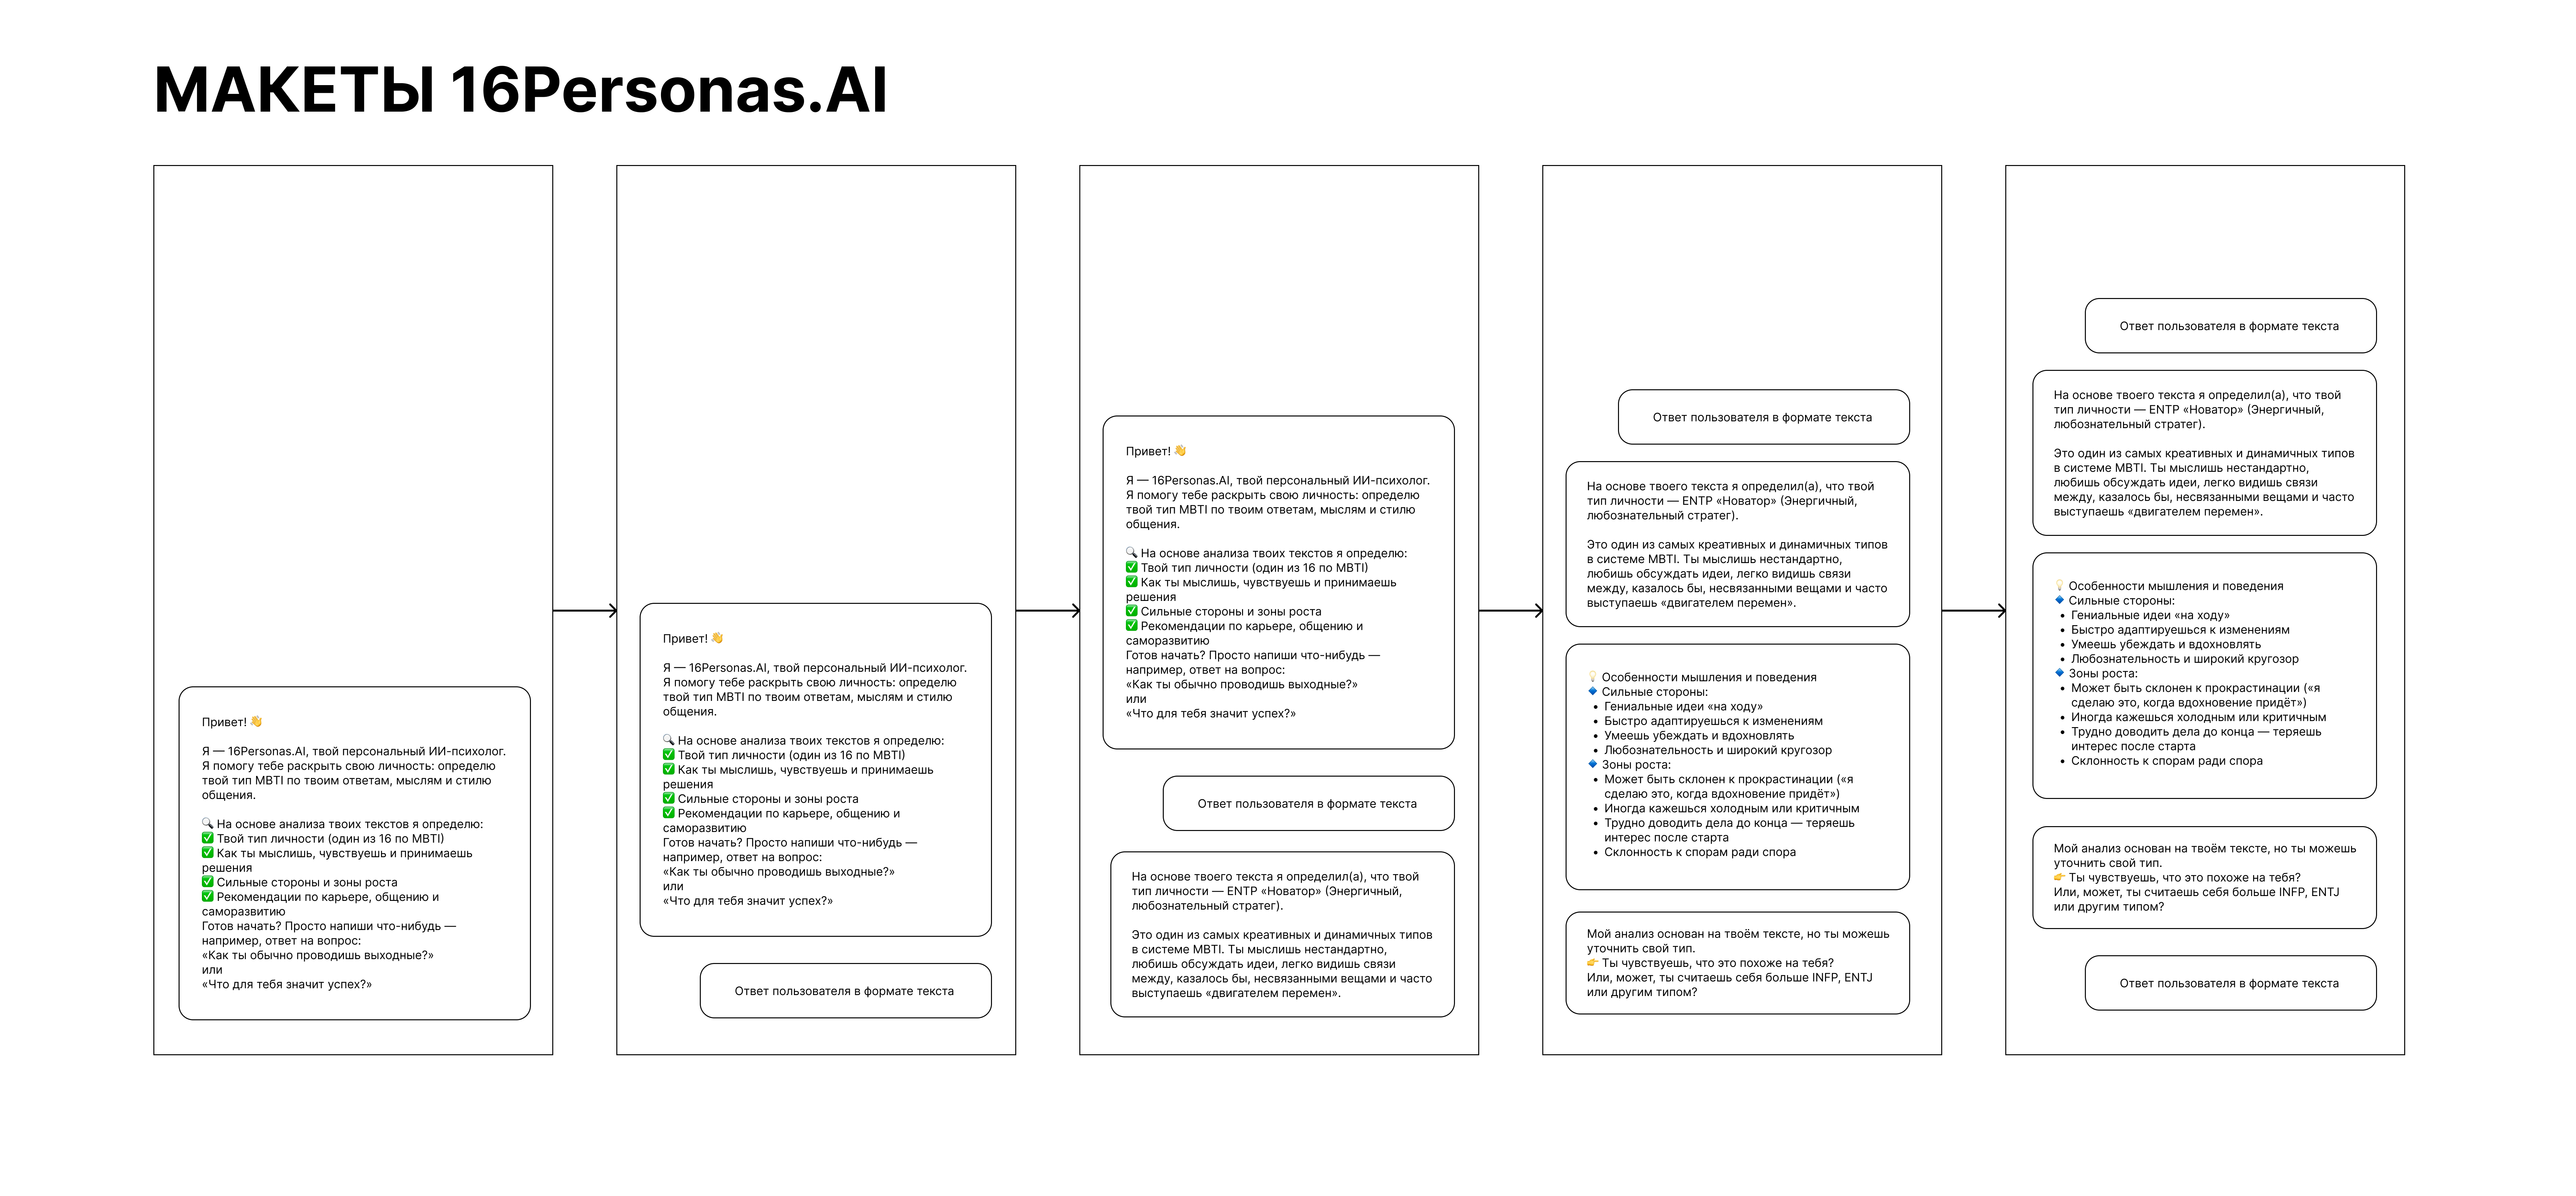 МАКЕТЫ 16Personas.AI
Привет! 👋
Я — 16Personas.AI, твой персональный ИИ-психолог.
Я помогу тебе раскрыть свою личность: определю
твой тип MBTI по твоим ответам, мыслям и стилю
общения.
🔍 На основе анализа твоих текстов я определю:
✅ Твой тип личности (один из 16 по MBTI)
✅ Как ты мыслишь, чувствуешь и принимаешь
решения
✅ Сильные стороны и зоны роста
✅ Рекомендации по карьере, общению и
саморазвитию
Готов начать? Просто напиши что-нибудь —
например, ответ на вопрос:
«Как ты обычно проводишь выходные?»
или
«Что для тебя значит успех?»
Привет! 👋
Я — 16Personas.AI, твой персональный ИИ-психолог.
Я помогу тебе раскрыть свою личность: определю
твой тип MBTI по твоим ответам, мыслям и стилю
общения.
🔍 На основе анализа твоих текстов я определю:
✅ Твой тип личности (один из 16 по MBTI)
✅ Как ты мыслишь, чувствуешь и принимаешь
решения
✅ Сильные стороны и зоны роста
✅ Рекомендации по карьере, общению и
саморазвитию
Готов начать? Просто напиши что-нибудь —
например, ответ на вопрос:
«Как ты обычно проводишь выходные?»
или
«Что для тебя значит успех?»
Ответ пользователя в формате текста
Привет! 👋
Я — 16Personas.AI, твой персональный ИИ-психолог.
Я помогу тебе раскрыть свою личность: определю
твой тип MBTI по твоим ответам, мыслям и стилю
общения.
🔍 На основе анализа твоих текстов я определю:
✅ Твой тип личности (один из 16 по MBTI)
✅ Как ты мыслишь, чувствуешь и принимаешь
решения
✅ Сильные стороны и зоны роста
✅ Рекомендации по карьере, общению и
саморазвитию
Готов начать? Просто напиши что-нибудь —
например, ответ на вопрос:
«Как ты обычно проводишь выходные?»
или
«Что для тебя значит успех?»
Ответ пользователя в формате текста
На основе твоего текста я определил(а), что твой
тип личности — ENTP «Новатор» (Энергичный,
любознательный стратег).
Это один из самых креативных и динамичных типов
в системе MBTI. Ты мыслишь нестандартно,
любишь обсуждать идеи, легко видишь связи
между, казалось бы, несвязанными вещами и часто
выступаешь «двигателем перемен».
Ответ пользователя в формате текста
На основе твоего текста я определил(а), что твой
тип личности — ENTP «Новатор» (Энергичный,
любознательный стратег).
Это один из самых креативных и динамичных типов
в системе MBTI. Ты мыслишь нестандартно,
любишь обсуждать идеи, легко видишь связи
между, казалось бы, несвязанными вещами и часто
выступаешь «двигателем перемен».
💡 Особенности мышления и поведения
🔹 Сильные стороны:
• Гениальные идеи «на ходу»
• Быстро адаптируешься к изменениям
• Умеешь убеждать и вдохновлять
• Любознательность и широкий кругозор
🔹 Зоны роста:
• Может быть склонен к прокрастинации («я
сделаю это, когда вдохновение придёт»)
• Иногда кажешься холодным или критичным
• Трудно доводить дела до конца — теряешь
интерес после старта
• Склонность к спорам ради спора
Мой анализ основан на твоём тексте, но ты можешь
уточнить свой тип.
👉 Ты чувствуешь, что это похоже на тебя?
Или, может, ты считаешь себя больше INFP, ENTJ
или другим типом?
Ответ пользователя в формате текста
На основе твоего текста я определил(а), что твой
тип личности — ENTP «Новатор» (Энергичный,
любознательный стратег).
Это один из самых креативных и динамичных типов
в системе MBTI. Ты мыслишь нестандартно,
любишь обсуждать идеи, легко видишь связи
между, казалось бы, несвязанными вещами и часто
выступаешь «двигателем перемен».
💡 Особенности мышления и поведения
🔹 Сильные стороны:
• Гениальные идеи «на ходу»
• Быстро адаптируешься к изменениям
• Умеешь убеждать и вдохновлять
• Любознательность и широкий кругозор
🔹 Зоны роста:
• Может быть склонен к прокрастинации («я
сделаю это, когда вдохновение придёт»)
• Иногда кажешься холодным или критичным
• Трудно доводить дела до конца — теряешь
интерес после старта
• Склонность к спорам ради спора
Мой анализ основан на твоём тексте, но ты можешь
уточнить свой тип.
👉 Ты чувствуешь, что это похоже на тебя?
Или, может, ты считаешь себя больше INFP, ENTJ
или другим типом?
Ответ пользователя в формате текста